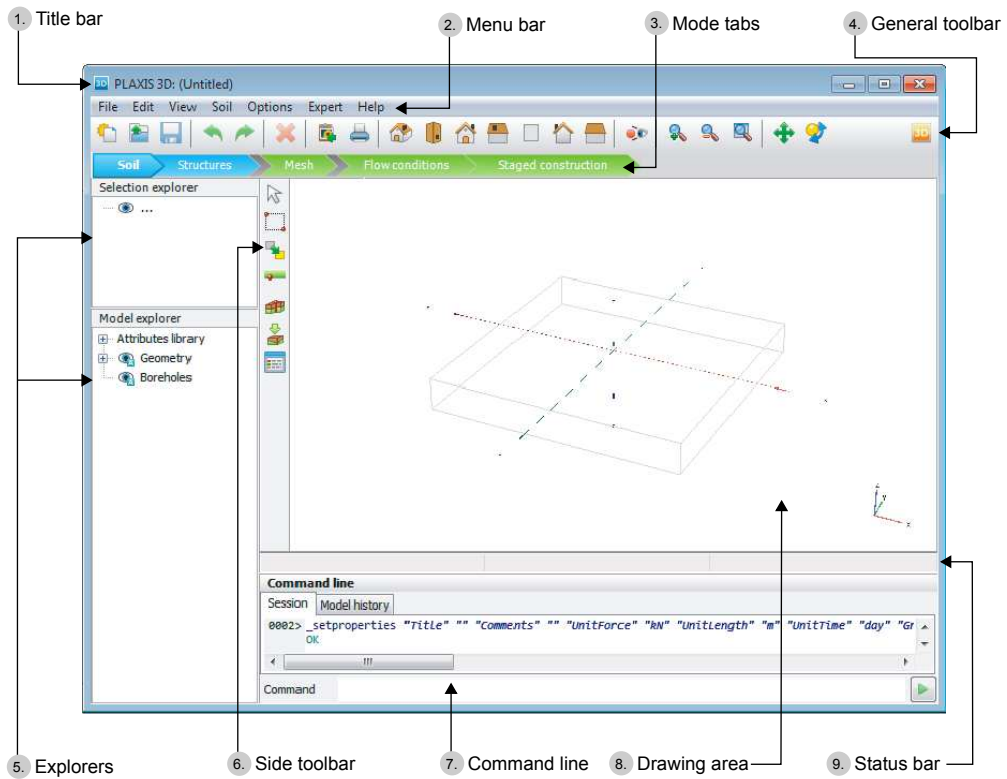 1. Title bar
2. Menu bar
3. Mode tabs
4. General toolbar
3D PLAXIS 3D: (Untitled)
File Edit View Soil Options Expert Help
3D
Soil Structures Mesh Flow conditions Staged construction
Selection explorer
...
Model explorer
Attributes library
Geometry
Boreholes
z
y
x
Command line
Session Model history
0002> _setproperties "Title" "" "Comments" "" "UnitForce" "kN" "UnitLength" "m" "UnitTime" "day" "Gr
OK
Command
5. Explorers
6. Side toolbar
7. Command line
8. Drawing area
9. Status bar